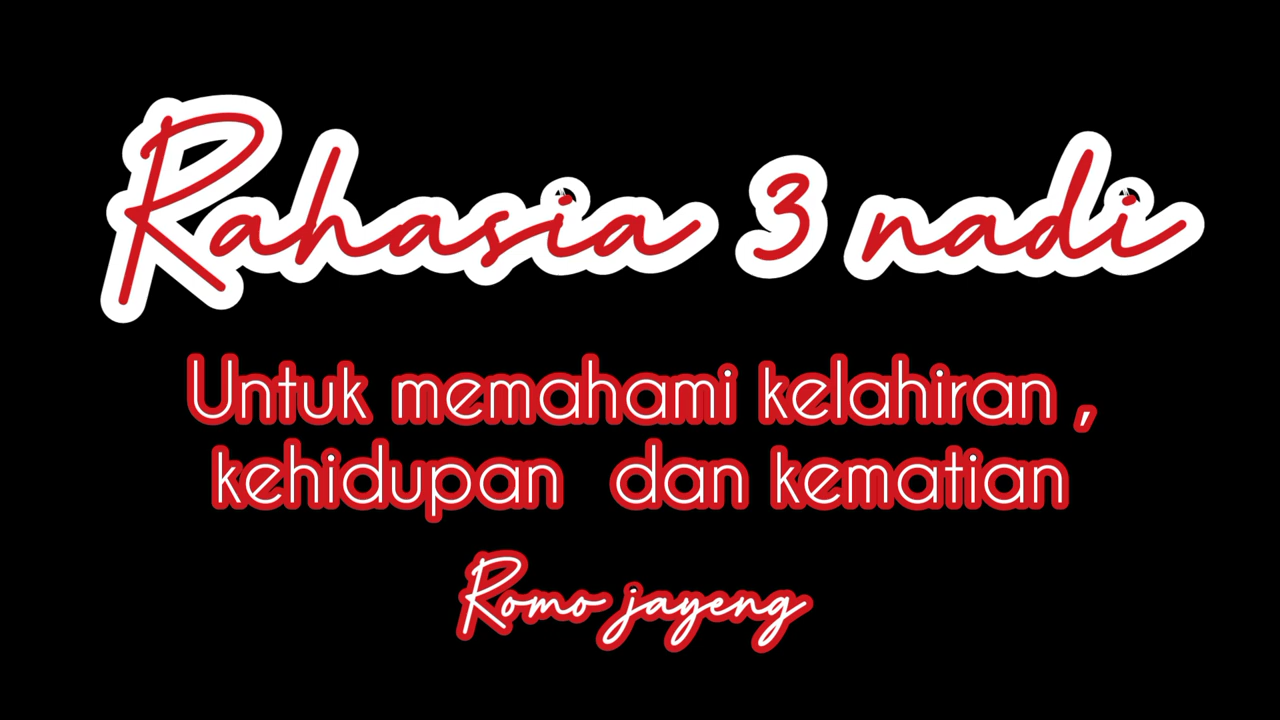 Rahasia 3 nadi
Untuk memahami kelahiran ,
kehidupan dan kematian
Romo jayeng